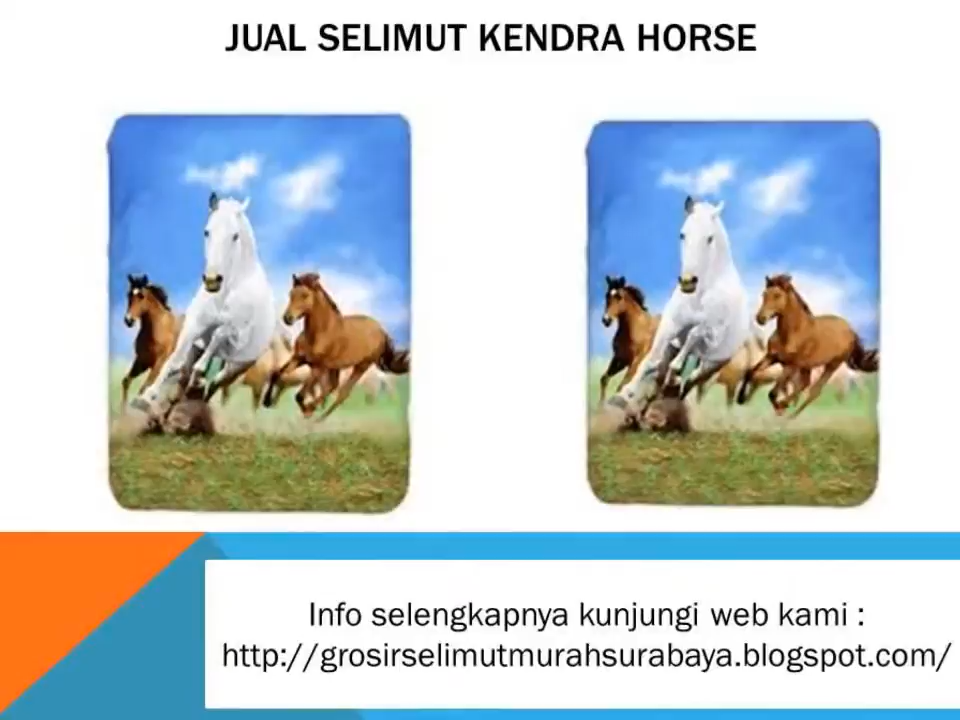 JUAL SELIMUT KENDRA HORSE
Info selengkapnya kunjungi web kami :
http://grosirselimutmurahsurabaya.blogspot.com/